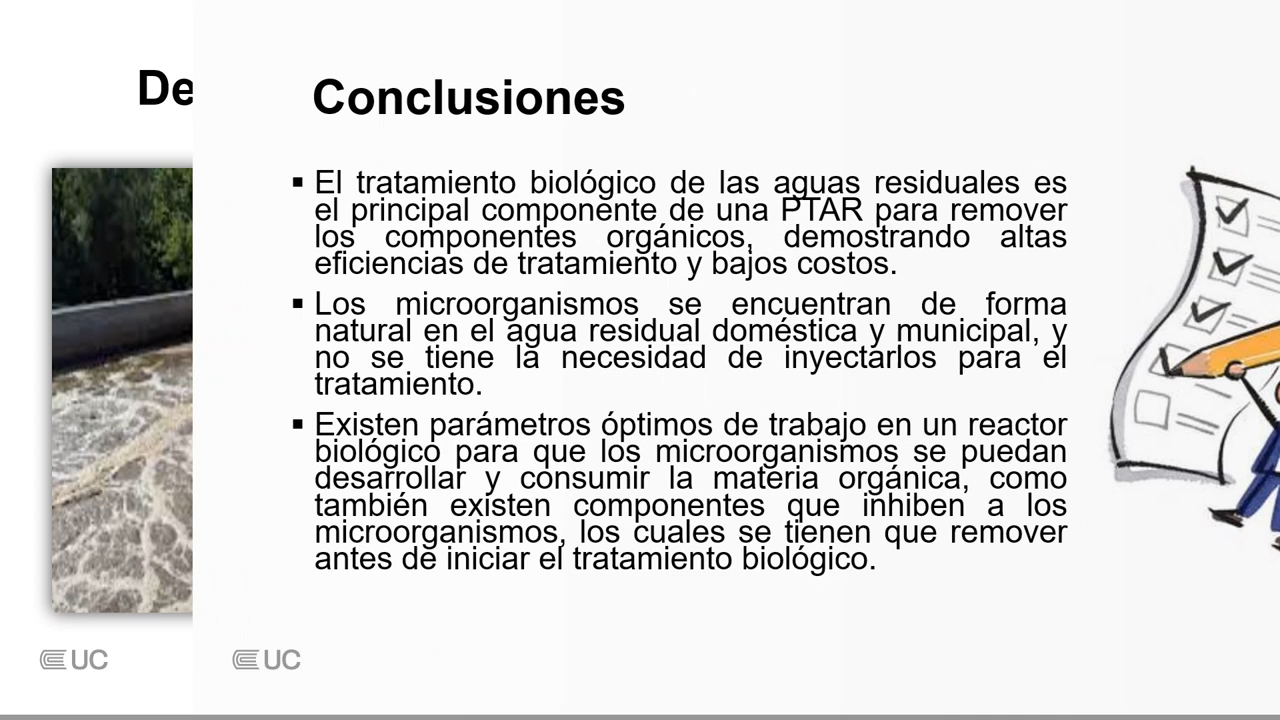 De
Conclusiones
▪ El tratamiento biológico de las aguas residuales es
el principal componente de una PTAR para remover
los componentes orgánicos, demostrando altas
eficiencias de tratamiento y bajos costos.
▪ Los microorganismos se encuentran de forma
natural en el agua residual doméstica y municipal, y
no se tiene la necesidad de inyectarlos para el
tratamiento.
▪ Existen parámetros óptimos de trabajo en un reactor
biológico para que los microorganismos se puedan
desarrollar y consumir la materia orgánica, como
también existen componentes que inhiben a los
microorganismos, los cuales se tienen que remover
antes de iniciar el tratamiento biológico.
UC
UC